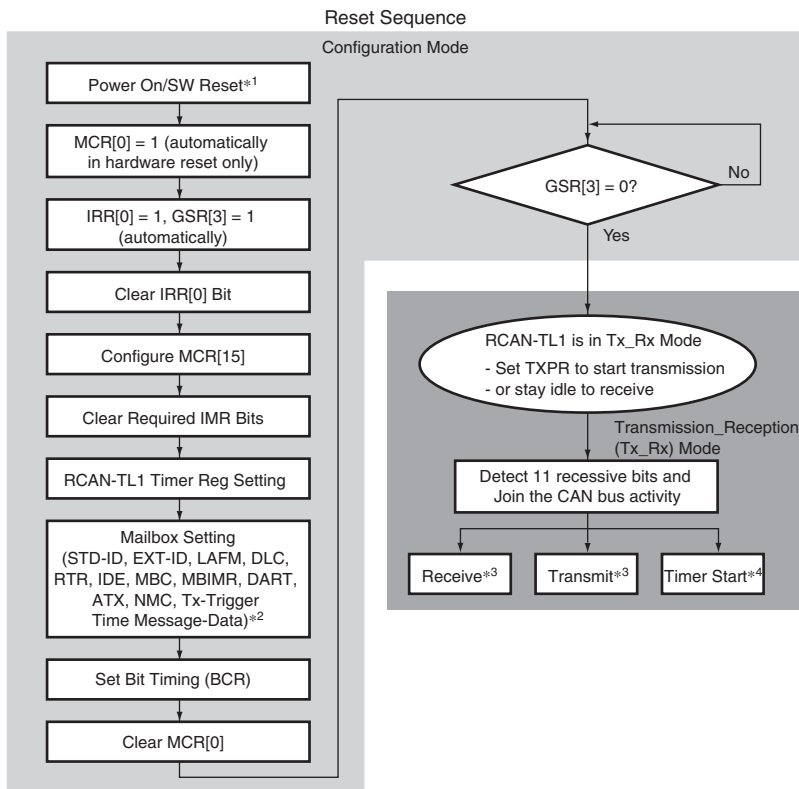 Reset Sequence
Configuration Mode
Power On/SW Reset*1
MCR[0] = 1 (automatically
in hardware reset only)
IRR[0] = 1, GSR[3] = 1
(automatically)
Clear IRR[0] Bit
Configure MCR[15]
Clear Required IMR Bits
RCAN-TL1 Timer Reg Setting
Mailbox Setting
(STD-ID, EXT-ID, LAFM, DLC,
RTR, IDE, MBC, MBIMR, DART,
ATX, NMC, Tx-Trigger
Time Message-Data)*2
Set Bit Timing (BCR)
Clear MCR[0]
GSR[3] = 0?
No
Yes
RCAN-TL1 is in Tx_Rx Mode
- Set TXPR to start transmission
- or stay idle to receive
Transmission_Reception
(Tx_Rx) Mode
Detect 11 recessive bits and
Join the CAN bus activity
Receive*3
Transmit*3
Timer Start*4